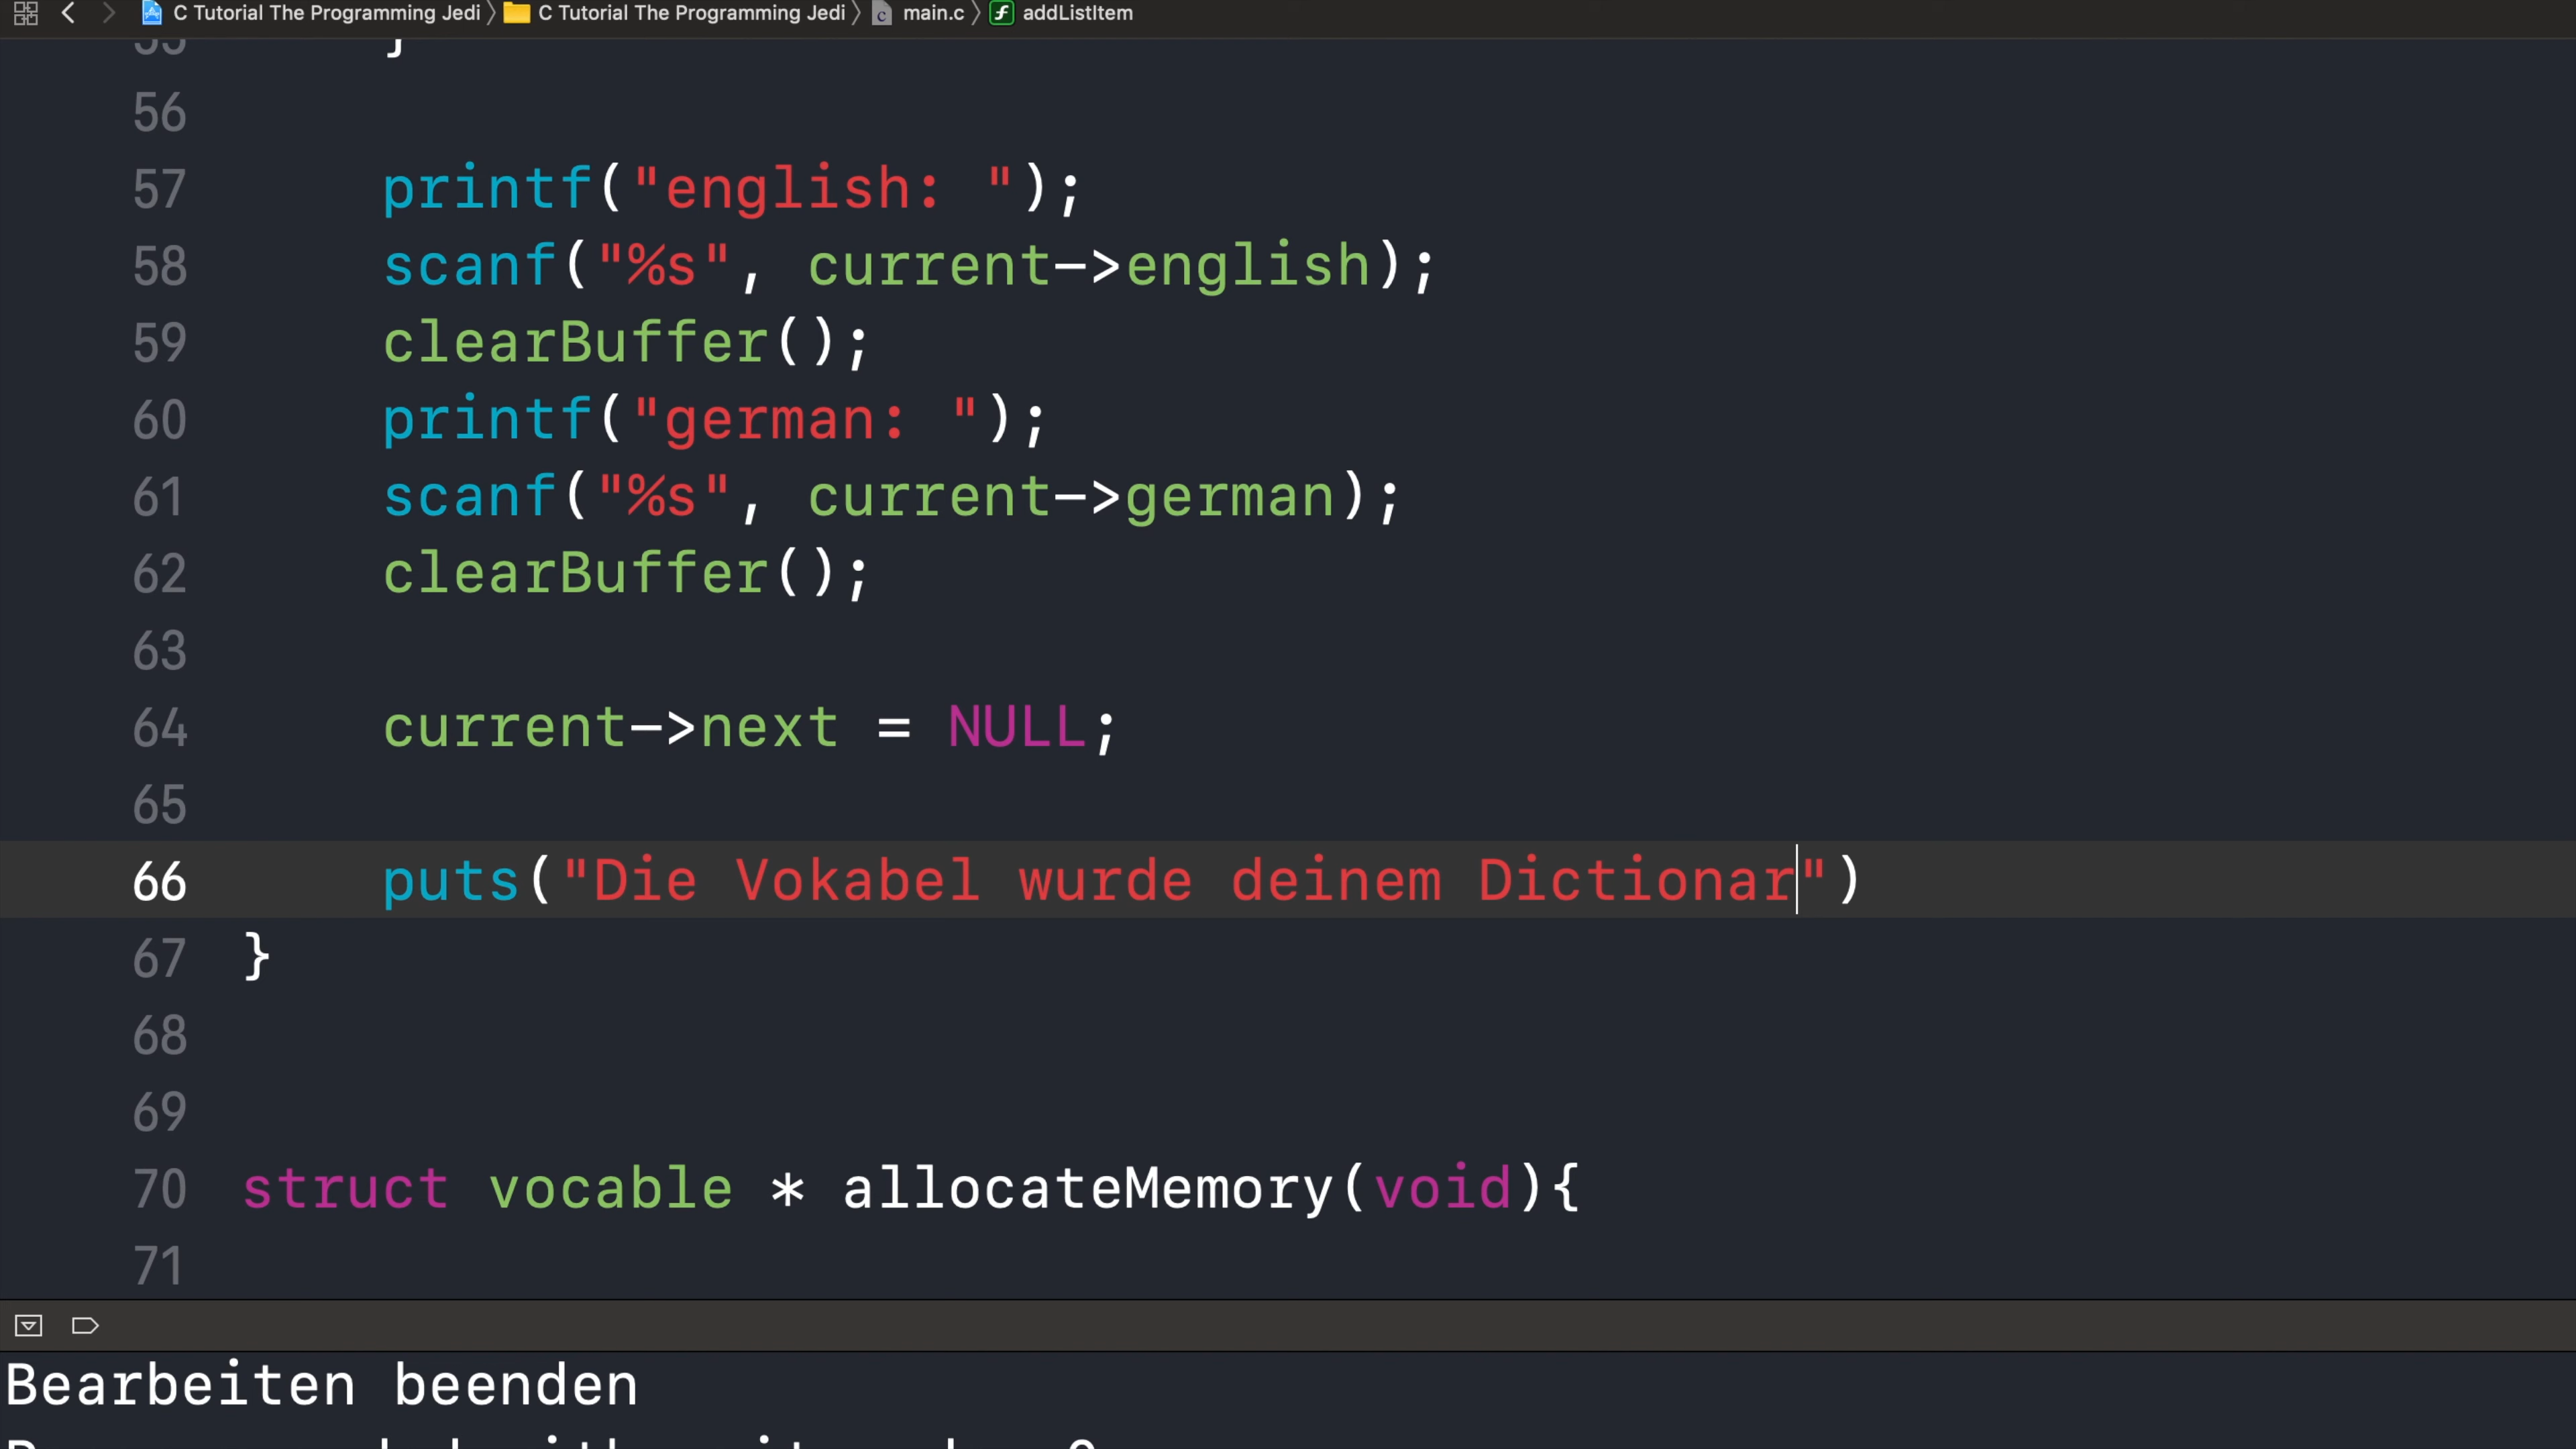 C Tutorial The Programming Jedi C Tutorial The Programming Jedi main.c addListItem
55 }
56
57 printf("english: ");
58 scanf("%s", current->english);
59 clearBuffer();
60 printf("german: ");
61 scanf("%s", current->german);
62 clearBuffer();
63
64 current->next = NULL;
65
66 puts("Die Vokabel wurde deinem Dictionar")
67 }
68
69
70 struct vocable * allocateMemory(void){
71
Bearbeiten beenden